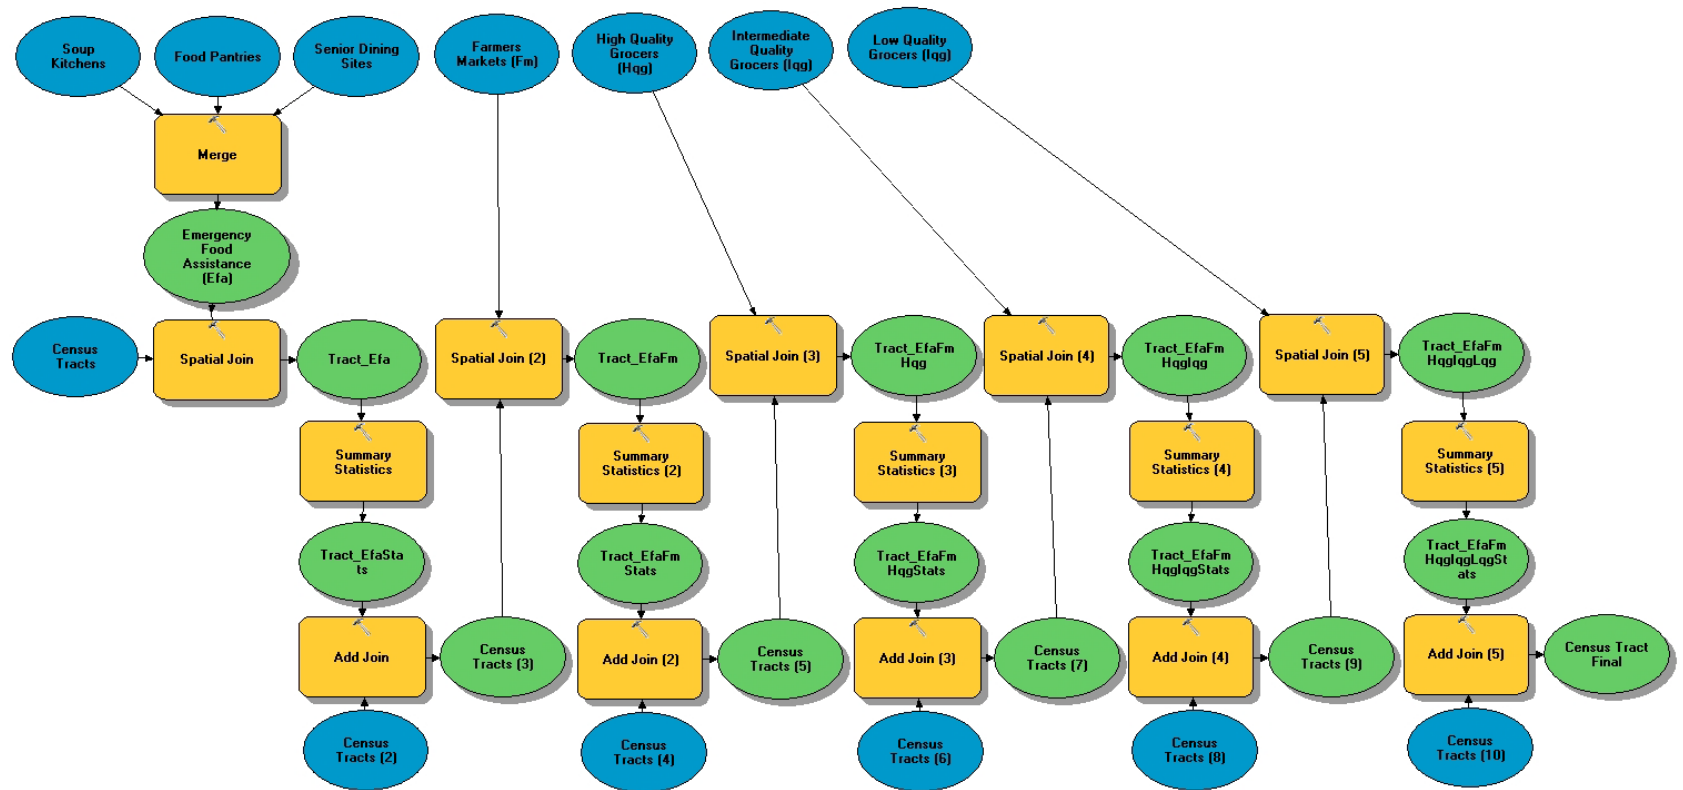 Soup
Kitchens
Food Pantries
Senior Dining
Sites
Farmers
Markets (Fm)
High Quality
Grocers
(Hqg)
Intermediate
Quality
Grocers (Iqg)
Low Quality
Grocers (lqg)
Merge
Emergency
Food
Assistance
(Efa)
Census
Tracts
Spatial Join
Tract_Efa
Spatial Join (2)
Tract_EfaFm
Spatial Join (3)
Tract_EfaFm
Hqg
Spatial Join (4)
Tract_EfaFm
HqgIqg
Spatial Join (5)
Tract_EfaFm
HqgIqgLqg
Summary
Statistics
Summary
Statistics (2)
Summary
Statistics (3)
Summary
Statistics (4)
Summary
Statistics (5)
Tract_EfaSta
ts
Tract_EfaFm
Stats
Tract_EfaFm
HqgStats
Tract_EfaFm
HqgIqgStats
Tract_EfaFm
HqgIqgLqgSt
ats
Add Join
Census
Tracts (3)
Add Join (2)
Census
Tracts (5)
Add Join (3)
Census
Tracts (7)
Add Join (4)
Census
Tracts (9)
Add Join (5)
Census Tract
Final
Census
Tracts (2)
Census
Tracts (4)
Census
Tracts (6)
Census
Tracts (8)
Census
Tracts (10)